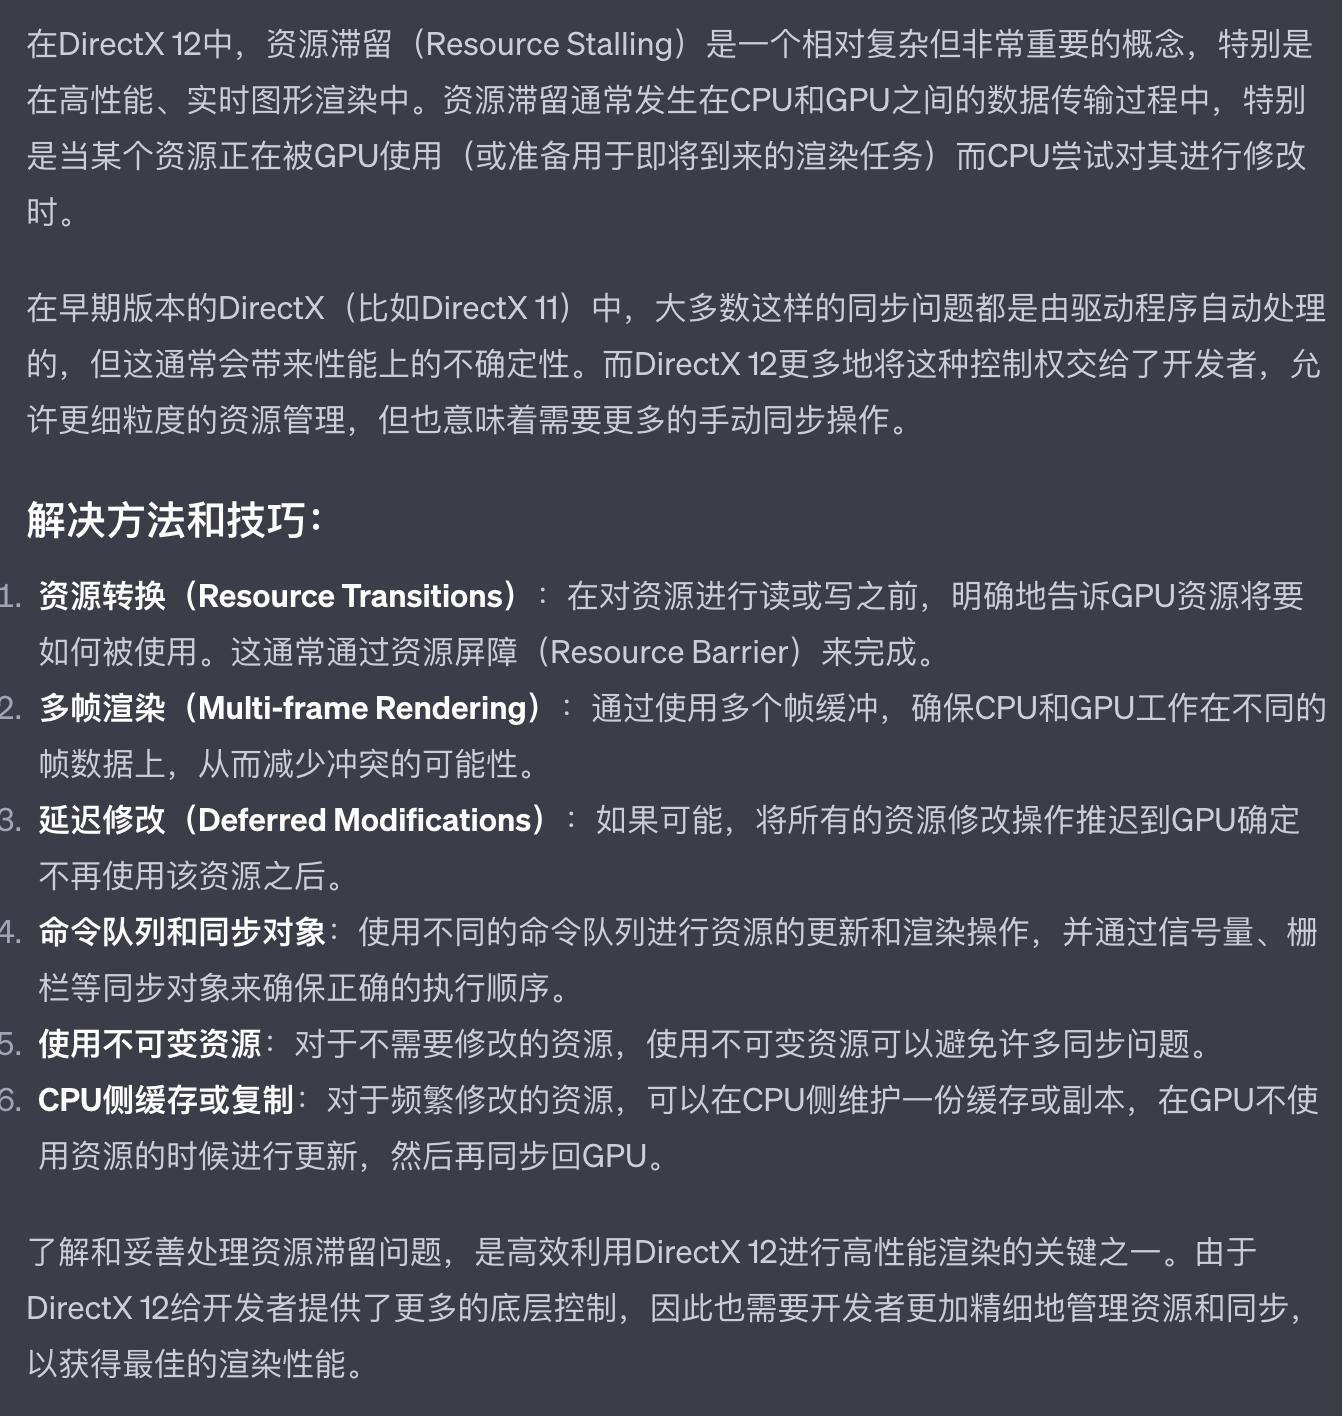 在DirectX 12中，资源滞留（Resource Stalling）是一个相对复杂但非常重要的概念，特别是
在高性能、实时图形渲染中。资源滞留通常发生在CPU和GPU之间的数据传输过程中，特别
是当某个资源正在被GPU使用（或准备用于即将到来的渲染任务）而CPU尝试对其进行修改
时。
在早期版本的DirectX（比如DirectX 11）中，大多数这样的同步问题都是由驱动程序自动处理
的，但这通常会带来性能上的不确定性。而DirectX 12更多地将这种控制权交给了开发者，允
许更细粒度的资源管理，但也意味着需要更多的手动同步操作。
解决方法和技巧：
1. 资源转换（Resource Transitions）：在对资源进行读或写之前，明确地告诉GPU资源将要
如何被使用。这通常通过资源屏障（Resource Barrier）来完成。
2. 多帧渲染（Multi-frame Rendering）：通过使用多个帧缓冲，确保CPU和GPU工作在不同的
帧数据上，从而减少冲突的可能性。
3. 延迟修改（Deferred Modifications）：如果可能，将所有的资源修改操作推迟到GPU确定
不再使用该资源之后。
4. 命令队列和同步对象：使用不同的命令队列进行资源的更新和渲染操作，并通过信号量、栅
栏等同步对象来确保正确的执行顺序。
5. 使用不可变资源：对于不需要修改的资源，使用不可变资源可以避免许多同步问题。
6. CPU侧缓存或复制：对于频繁修改的资源，可以在CPU侧维护一份缓存或副本，在GPU不使
用资源的时候进行更新，然后再同步回GPU。
了解和妥善处理资源滞留问题，是高效利用DirectX 12进行高性能渲染的关键之一。由于
DirectX 12给开发者提供了更多的底层控制，因此也需要开发者更加精细地管理资源和同步，
以获得最佳的渲染性能。